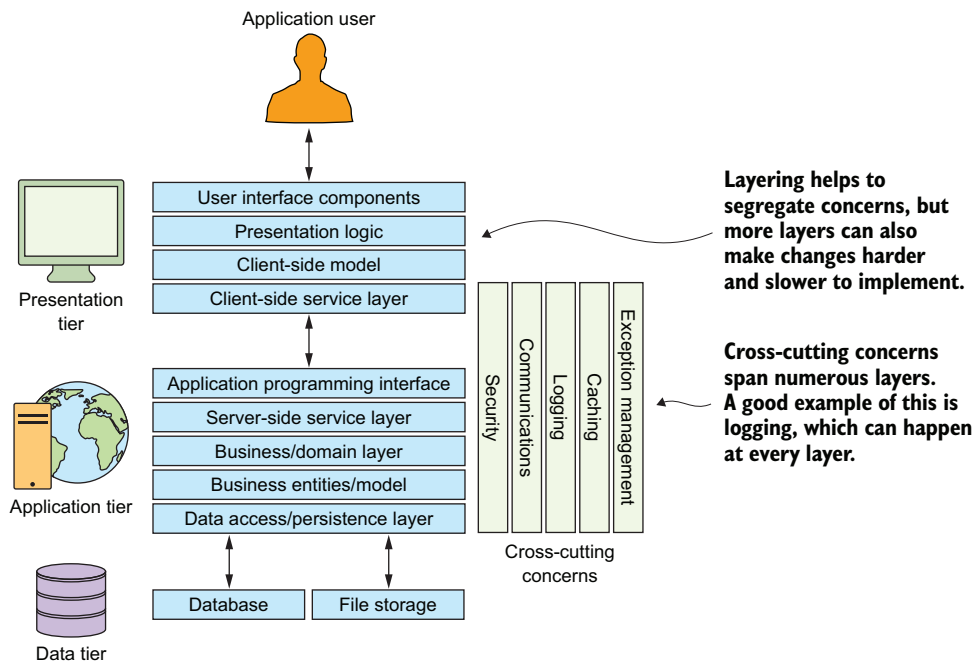 Application user
User interface components
Presentation logic
Client-side model
Client-side service layer
Presentation
tier
Layering helps to
segregate concerns, but
more layers can also
make changes harder
and slower to implement.
Application programming interface
Server-side service layer
Business/domain layer
Business entities/model
Data access/persistence layer
Application tier
Security
Communications
Logging
Caching
Exception management
Cross-cutting
concerns
Cross-cutting concerns
span numerous layers.
A good example of this is
logging, which can happen
at every layer.
Database
File storage
Data tier